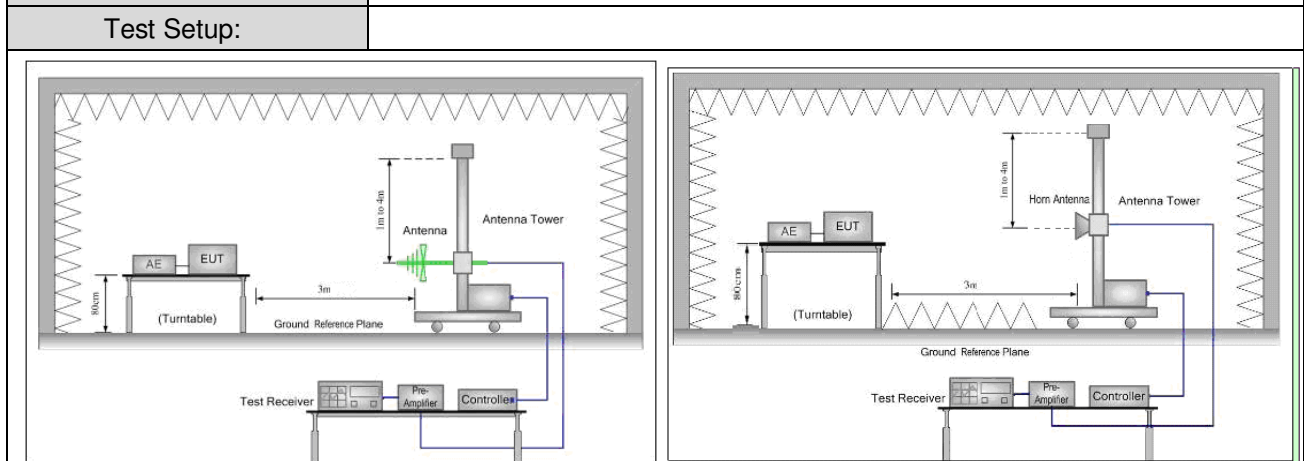 Test Setup:
1m to 4m
Antenna
Antenna Tower
AE
EUT
80cm
3m
(Turntable)
Ground Reference Plane
Test Receiver
Pre-
Amplifier
Controller
1m to 4m
Horn Antenna
Antenna Tower
AE
EUT
80cm
3m
(Turntable)
Ground Reference Plane
Test Receiver
Pre-
Amplifier
Controller